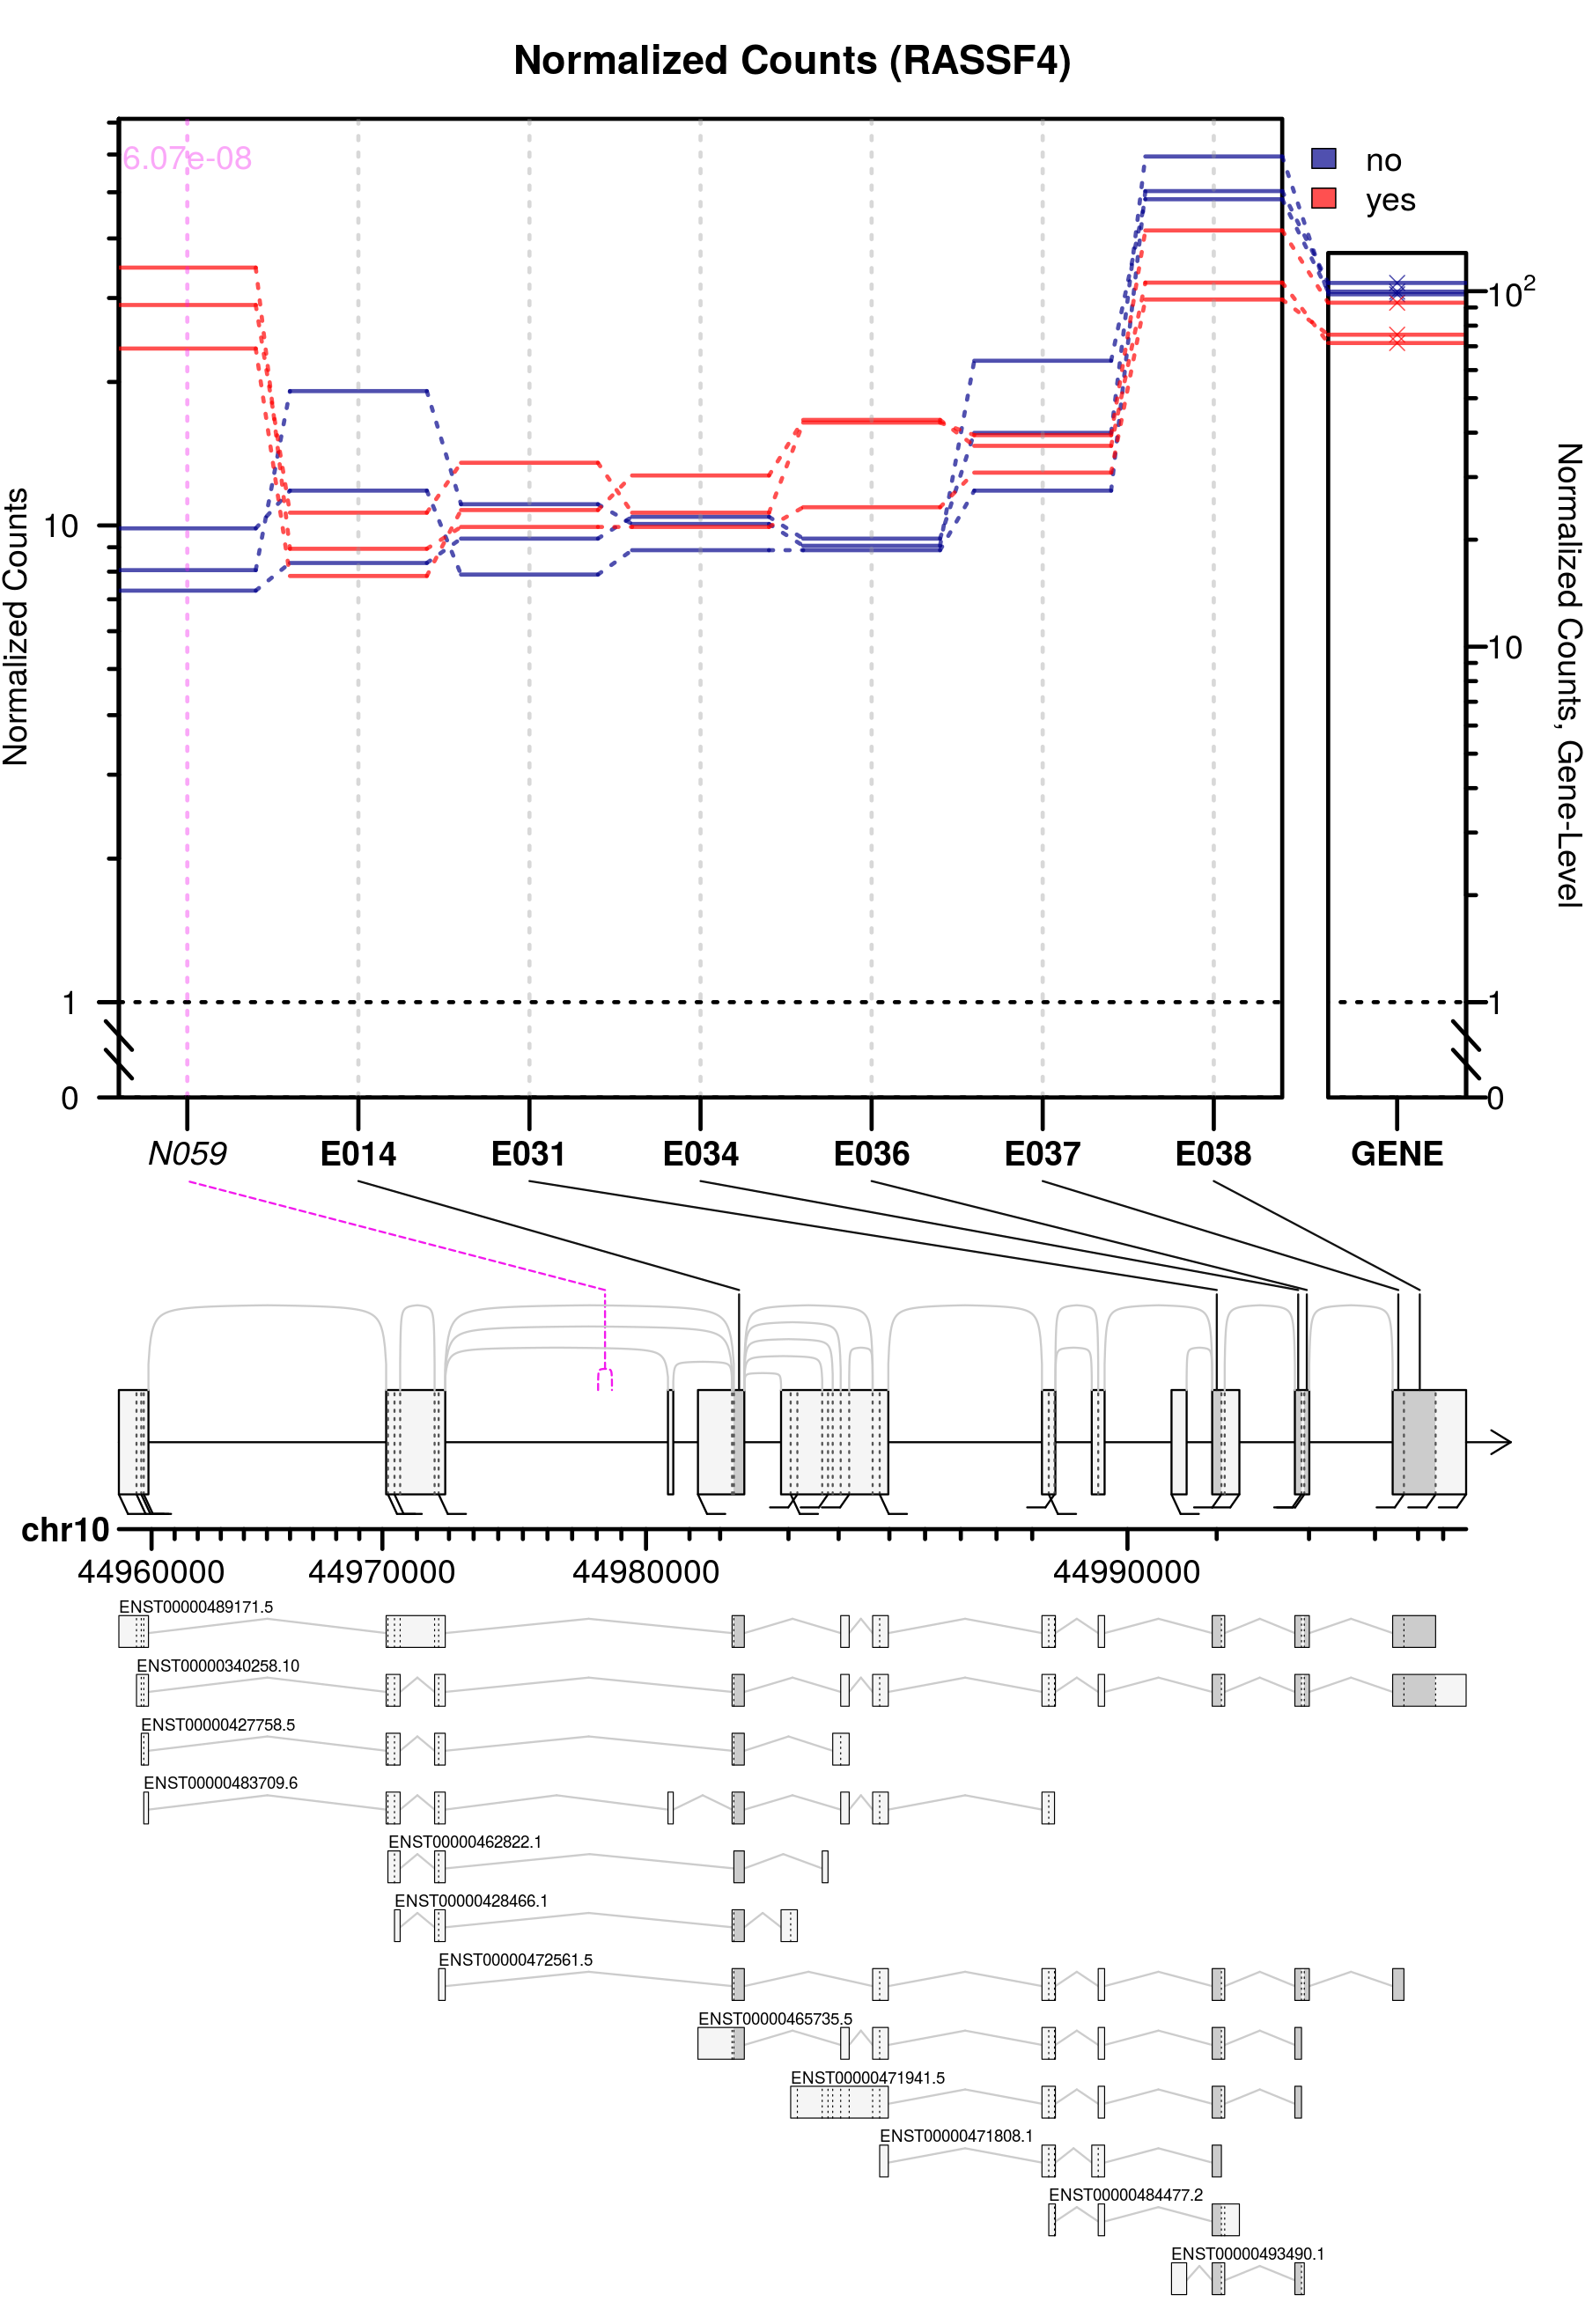 Normalized Counts (RASSF4)
6.07e-08
no
yes
Normalized Counts
10
1
0
10²
10
1
0
Normalized Counts, Gene-Level
N059 E014 E031 E034 E036 E037 E038 GENE
chr10
44960000 44970000 44980000 44990000
ENST00000489171.5
ENST00000340258.10
ENST00000427758.5
ENST00000483709.6
ENST00000462822.1
ENST00000428466.1
ENST00000472561.5
ENST00000465735.5
ENST00000471941.5
ENST00000471808.1
ENST00000484477.2
ENST00000493490.1